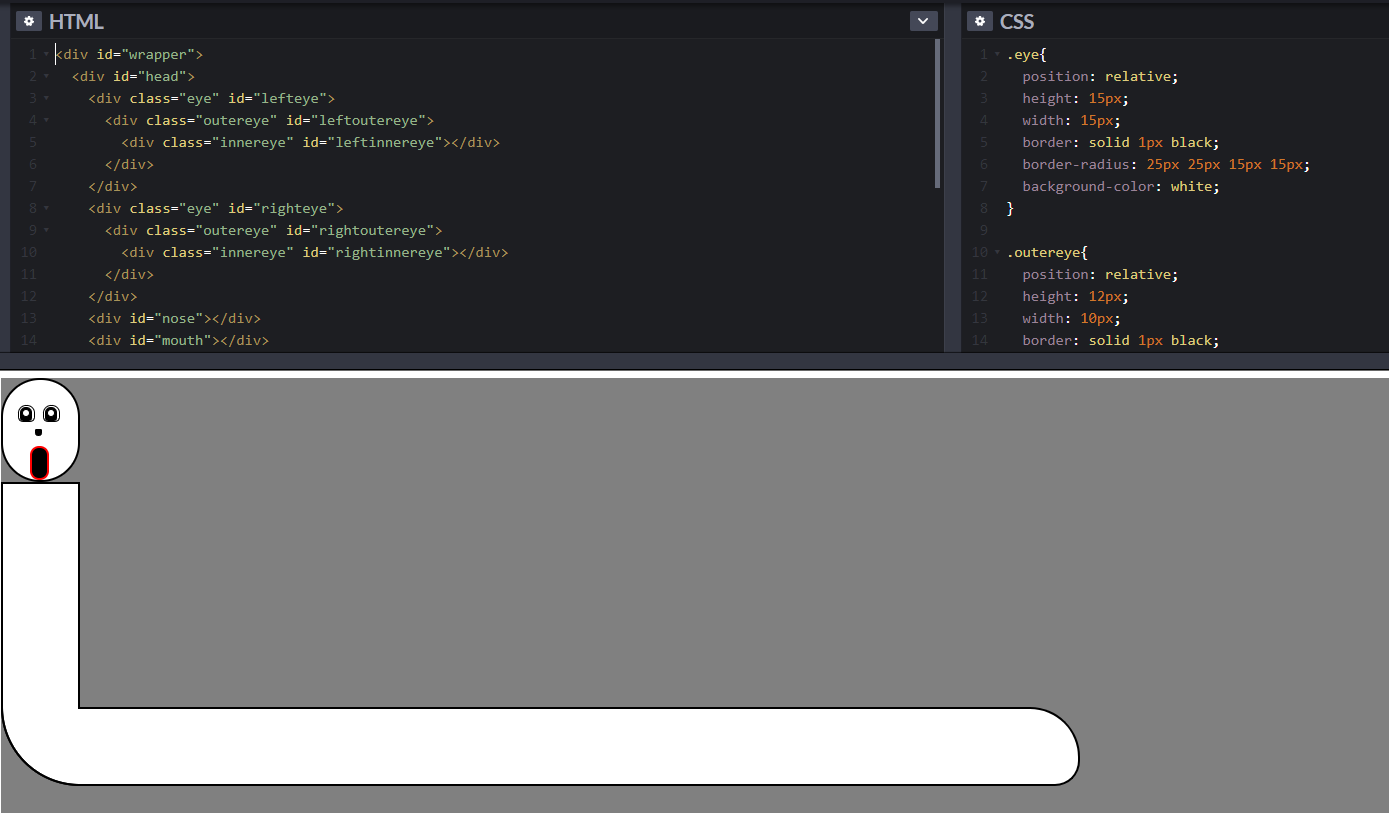 HTML
1 <div id="wrapper">
2 <div id="head">
3 <div class="eye" id="lefteye">
4 <div class="outereye" id="leftoutereye">
5 <div class="innereye" id="leftinnereye"></div>
6 </div>
7 </div>
8 <div class="eye" id="righteye">
9 <div class="outereye" id="rightoutereye">
10 <div class="innereye" id="rightinnereye"></div>
11 </div>
12 </div>
13 <div id="nose"></div>
14 <div id="mouth"></div>
CSS
1 .eye{
2 position: relative;
3 height: 15px;
4 width: 15px;
5 border: solid 1px black;
6 border-radius: 25px 25px 15px 15px;
7 background-color: white;
8 }
9
10 .outereye{
11 position: relative;
12 height: 12px;
13 width: 10px;
14 border: solid 1px black;